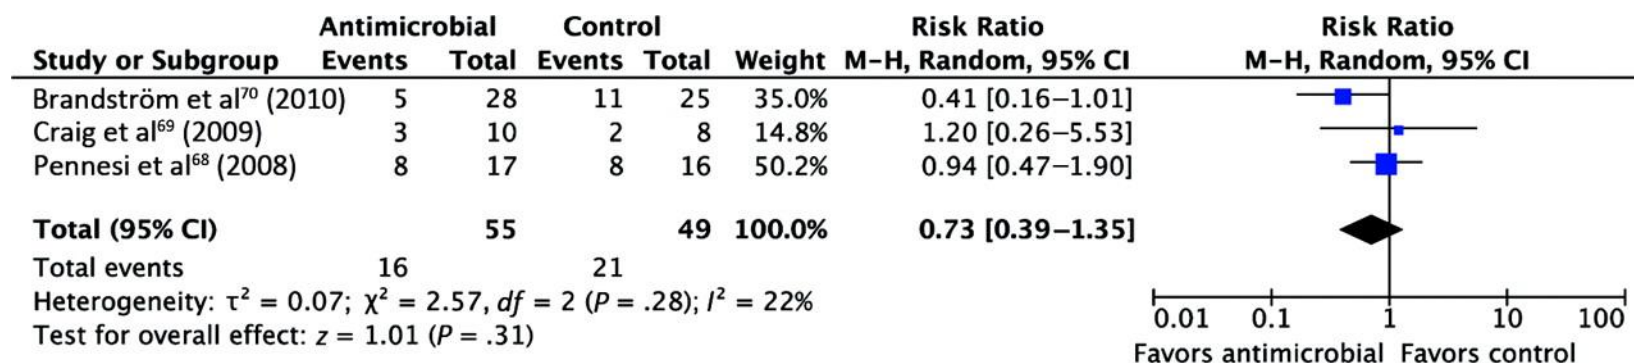 Antimicrobial Control Risk Ratio Risk Ratio
Study or Subgroup Events Total Events Total Weight M–H, Random, 95% CI M–H, Random, 95% CI
Brandström et al⁷⁰ (2010) 5 28 11 25 35.0% 0.41 [0.16–1.01]
Craig et al⁶⁹ (2009) 3 10 2 8 14.8% 1.20 [0.26–5.53]
Pennesi et al⁶⁸ (2008) 8 17 8 16 50.2% 0.94 [0.47–1.90]
Total (95% CI) 55 49 100.0% 0.73 [0.39–1.35]
Total events 16 21
Heterogeneity: τ² = 0.07; χ² = 2.57, df = 2 (P = .28); I² = 22%
Test for overall effect: z = 1.01 (P = .31)
0.01 0.1 1 10 100
Favors antimicrobial Favors control